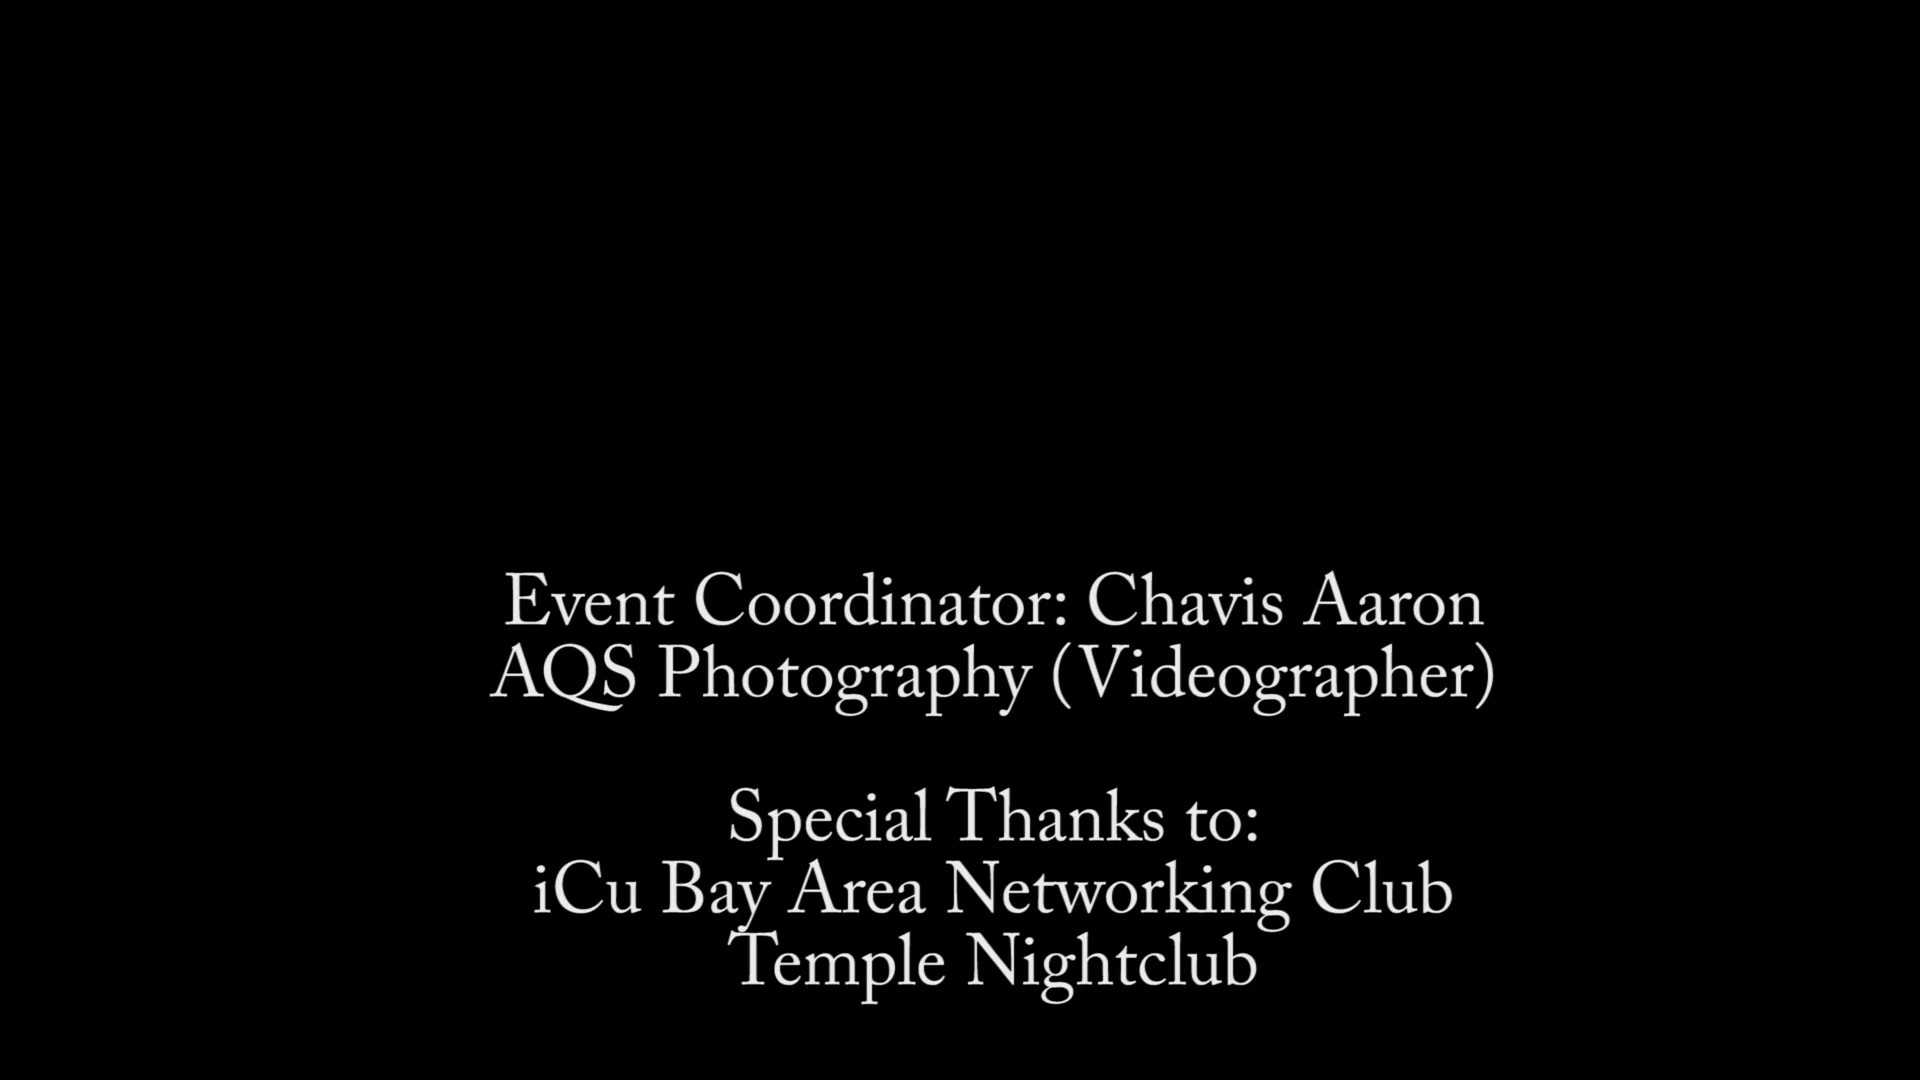 Event Coordinator: Chavis Aaron
AQS Photography (Videographer)
Special Thanks to:
iCu Bay Area Networking Club
Temple Nightclub